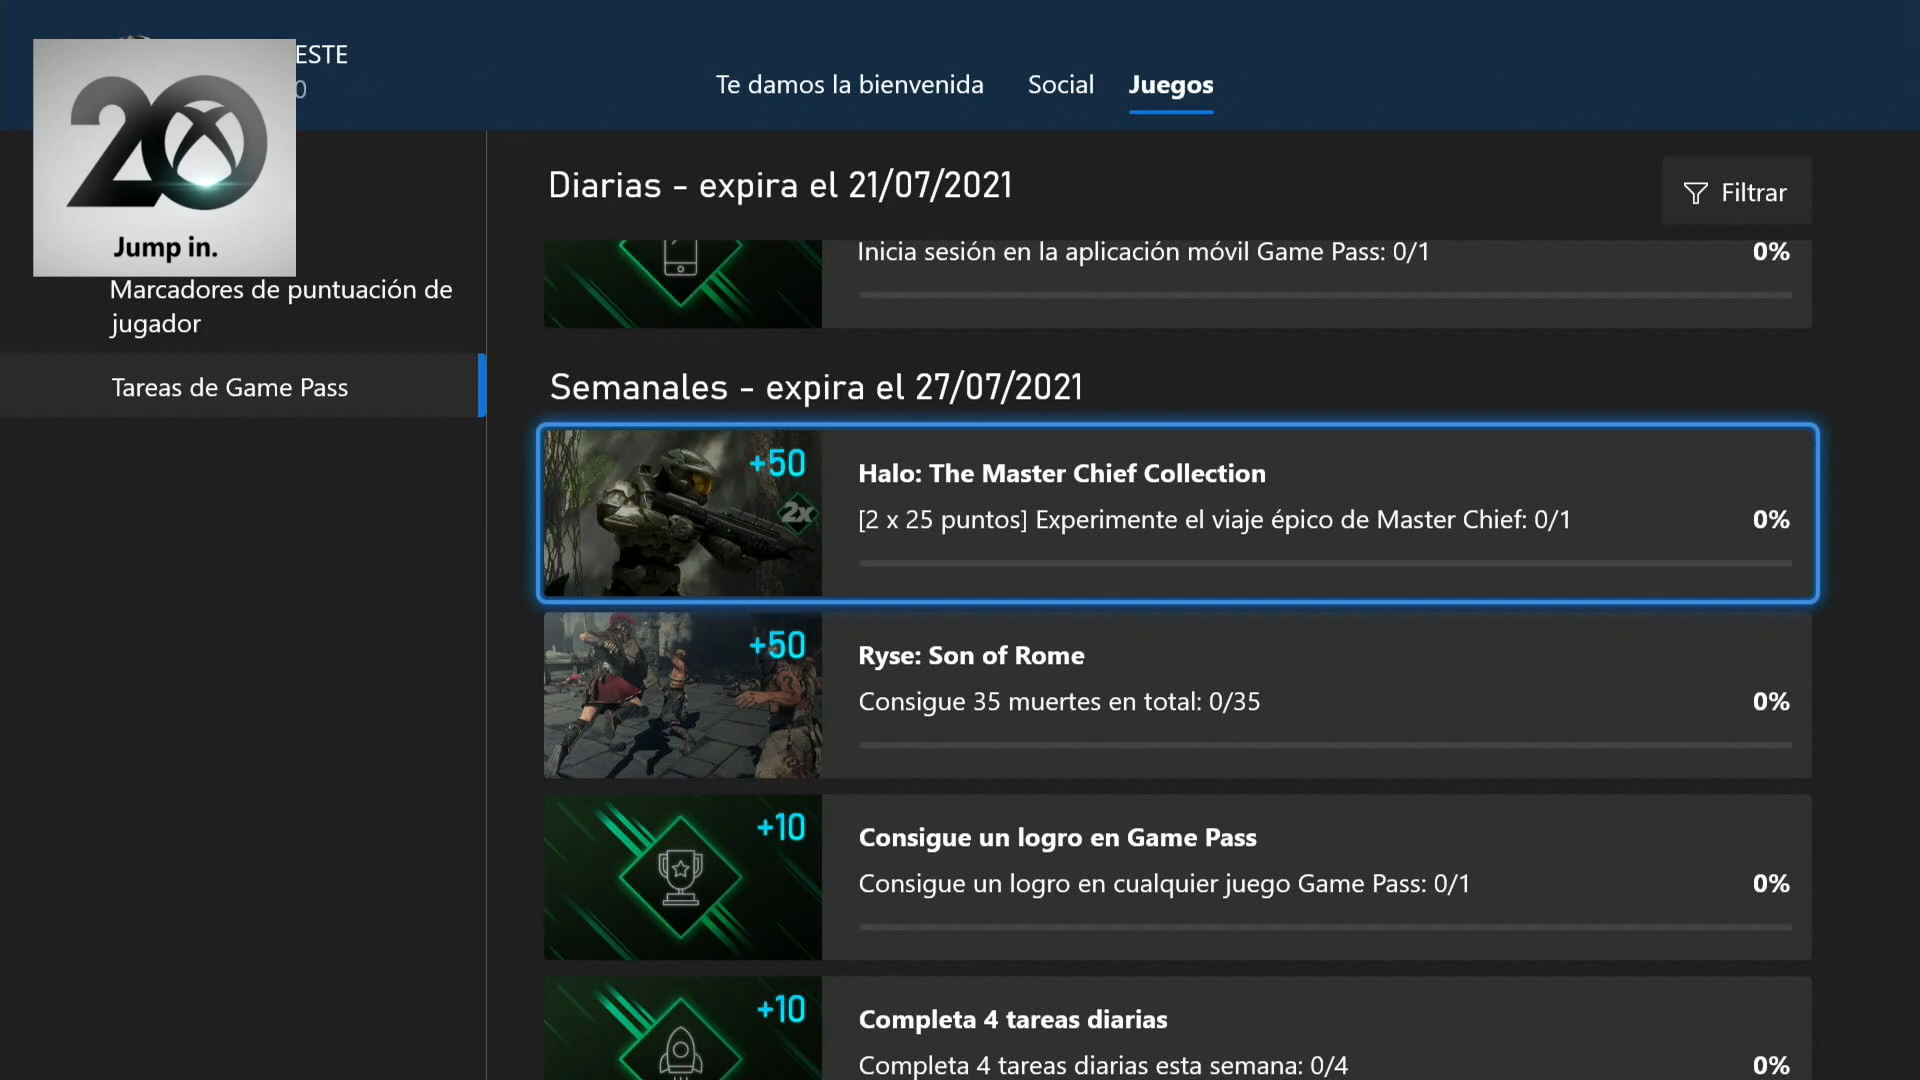 ESTE
0
20
Jump in.
Te damos la bienvenida
Social
Juegos
Marcadores de puntuación de
jugador
Tareas de Game Pass
Diarias - expira el 21/07/2021
Filtrar
Inicia sesión en la aplicación móvil Game Pass: 0/1
0%
Semanales - expira el 27/07/2021
+50
2x
Halo: The Master Chief Collection
[2 x 25 puntos] Experimente el viaje épico de Master Chief: 0/1
0%
+50
Ryse: Son of Rome
Consigue 35 muertes en total: 0/35
0%
+10
Consigue un logro en Game Pass
Consigue un logro en cualquier juego Game Pass: 0/1
0%
+10
Completa 4 tareas diarias
Completa 4 tareas diarias esta semana: 0/4
0%